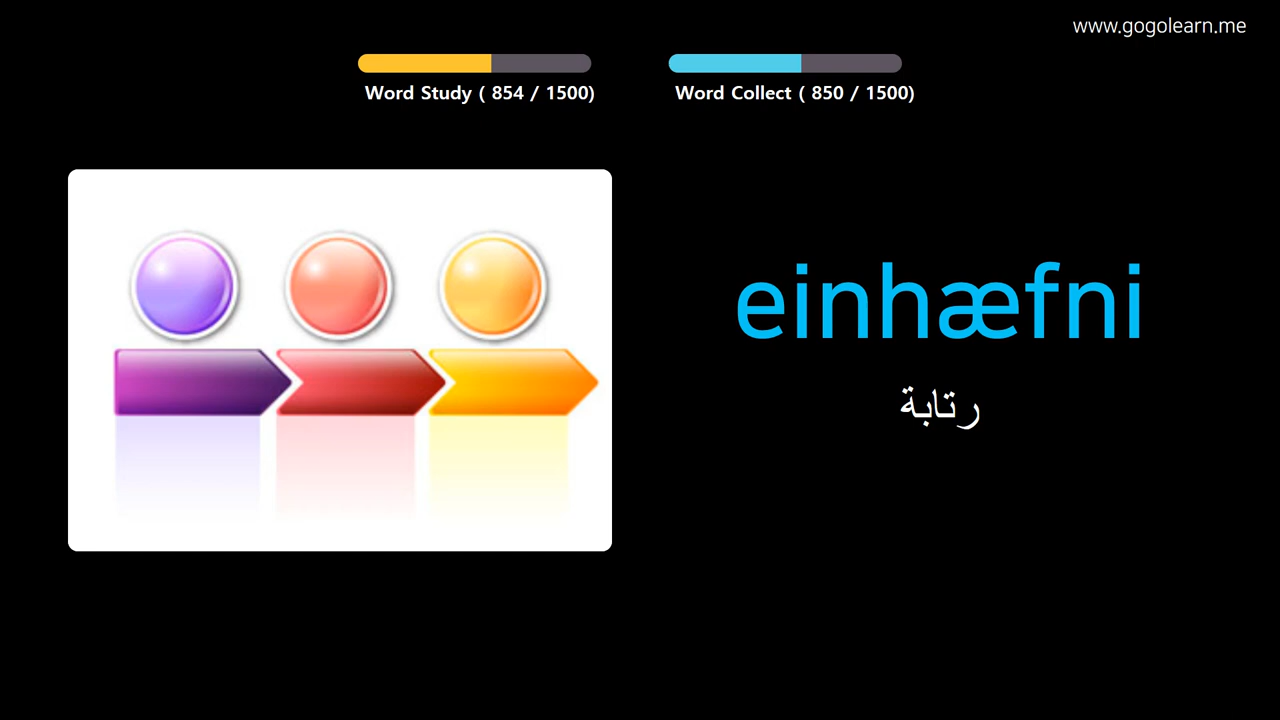 www.gogolearn.me
Word Study ( 854 / 1500)
Word Collect ( 850 / 1500)
einhæfni
رتابة